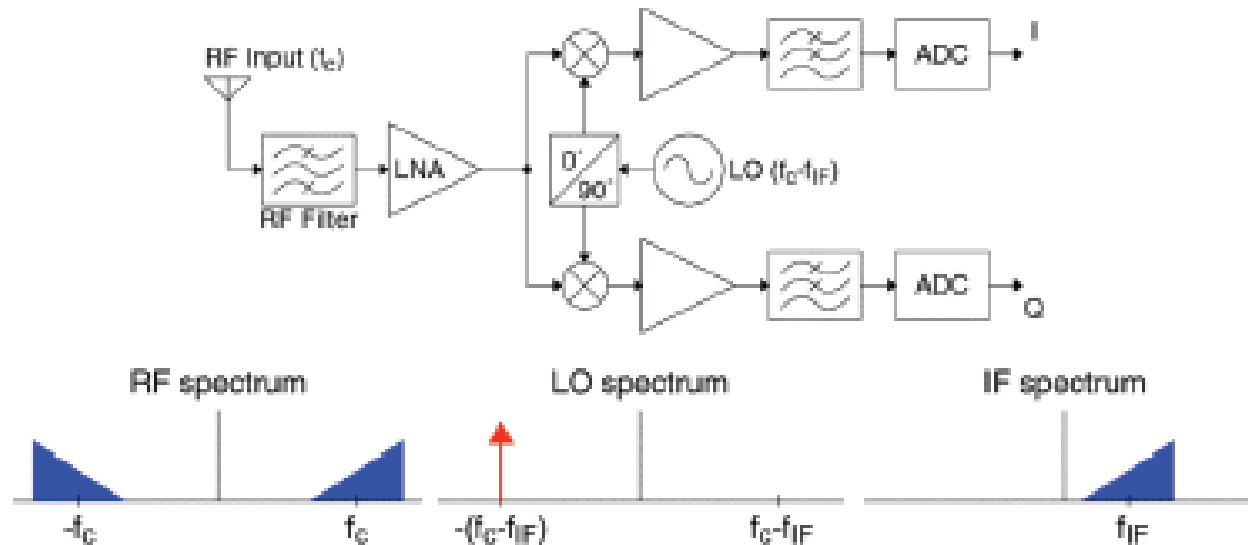 RF Input (fc)
I
ADC
LNA
0°
90°
LO (fc-fIF)
RF Filter
ADC
Q
RF spectrum
LO spectrum
IF spectrum
-fc
fc
-(fc-fIF)
fc-fIF
fIF